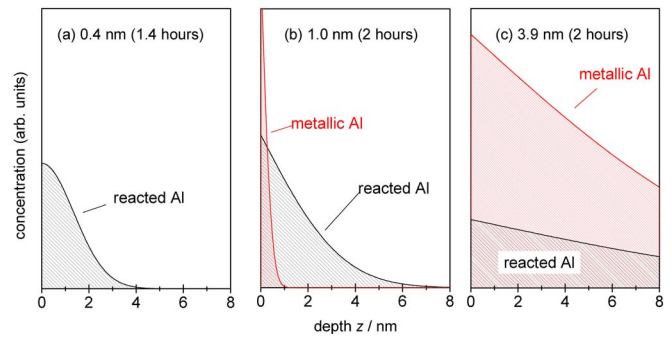 (a) 0.4 nm (1.4 hours)
(b) 1.0 nm (2 hours)
(c) 3.9 nm (2 hours)
metallic Al
metallic Al
reacted Al
reacted Al
reacted Al
concentration (arb. units)
0 2 4 6 8
0 2 4 6 8
0 2 4 6 8
depth z / nm